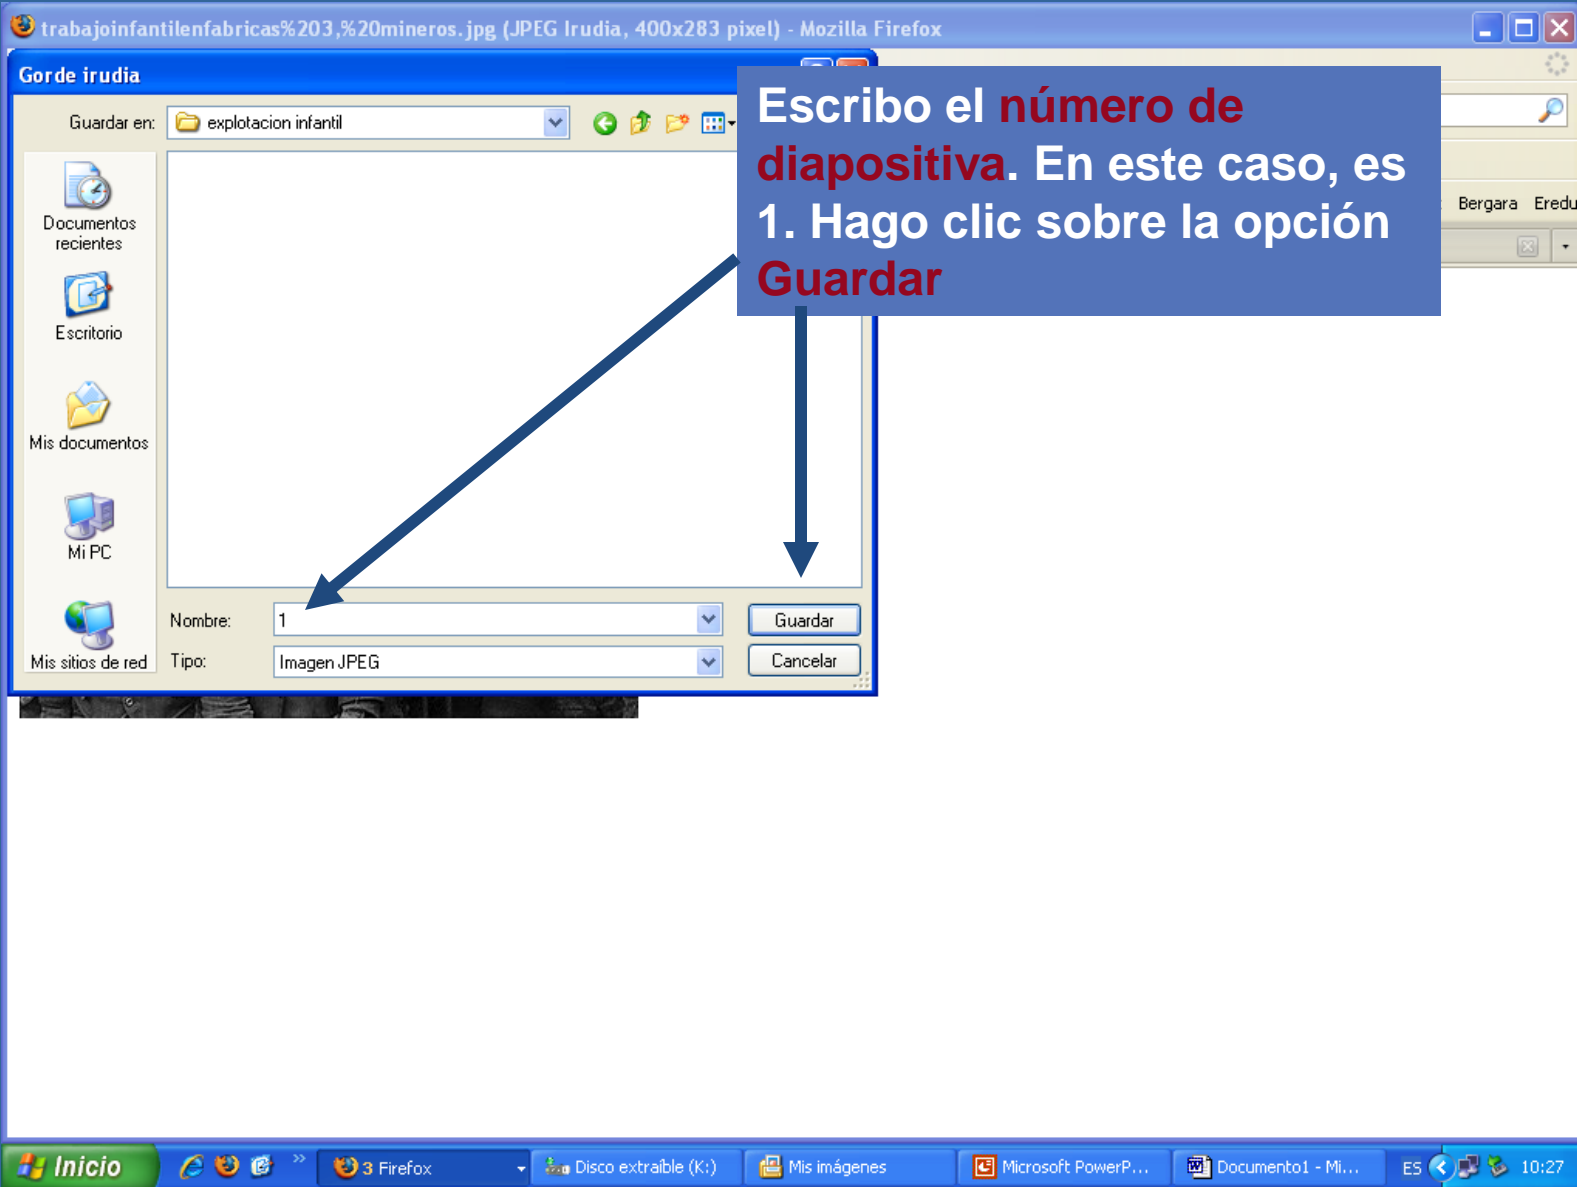 trabajoinfantilenfabricas%203,%20mineros.jpg (JPEG Irudia, 400x283 pixel) - Mozilla Firefox
Gorde irudia
Guardar en:
explotacion infantil
Escribo el número de
diapositiva. En este caso, es
1. Hago clic sobre la opción
Guardar
Bergara Eredu
Documentos
recientes
Escritorio
Mis documentos
Mi PC
Mis sitios de red
Nombre:
1
Guardar
Tipo:
Imagen JPEG
Cancelar
Inicio
»
3 Firefox
Disco extraíble (K:)
Mis imágenes
Microsoft PowerP...
Documento1 - Mi...
ES
10:27